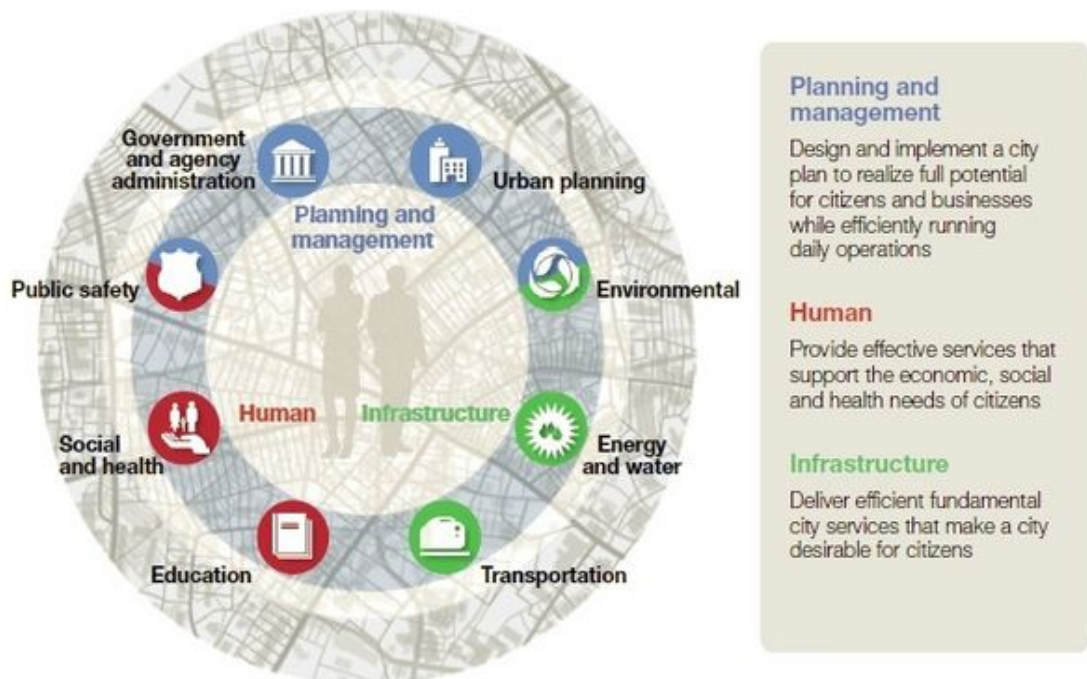 Government
and agency
administration
Urban planning
Planning and
management
Public safety
Environmental
Human
Infrastructure
Social
and health
Energy
and water
Education
Transportation
Planning and
management
Design and implement a city
plan to realize full potential
for citizens and businesses
while efficiently running
daily operations
Human
Provide effective services that
support the economic, social
and health needs of citizens
Infrastructure
Deliver efficient fundamental
city services that make a city
desirable for citizens